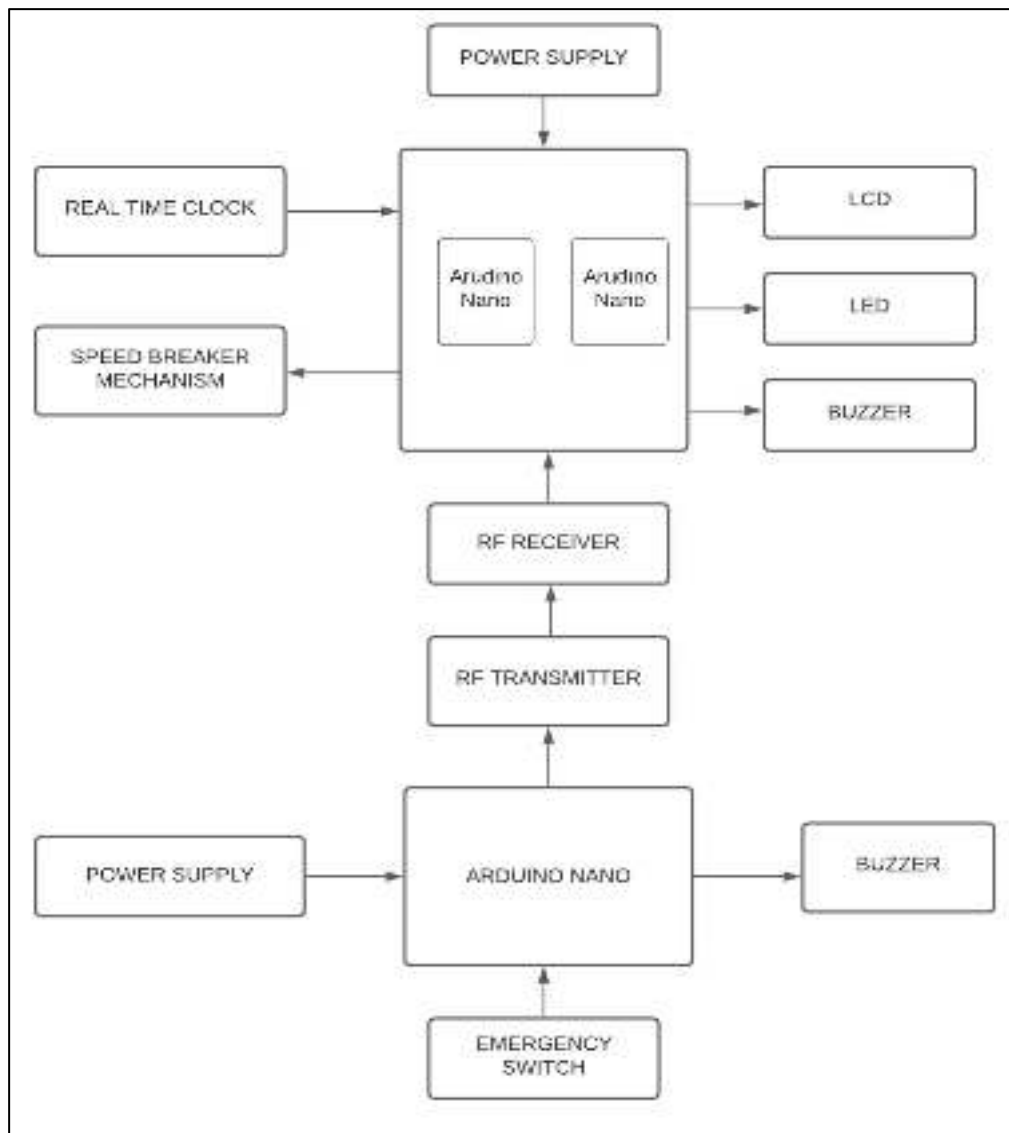 POWER SUPPLY
REAL TIME CLOCK
LCD
Arudino
Nano
Arudino
Nano
LED
SPEED BREAKER
MECHANISM
BUZZER
RF RECEIVER
RF TRANSMITTER
POWER SUPPLY
ARDUINO NANO
BUZZER
EMERGENCY
SWITCH